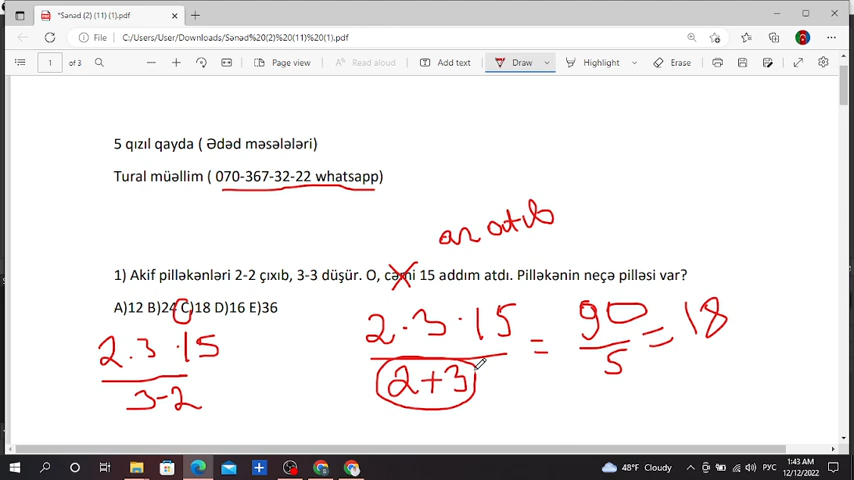 *Sənəd (2) (11) (1).pdf
File C:/Users/User/Downloads/Sənəd%20(2)%20(11)%20(1).pdf
1 of 3 Page view Read aloud Add text Draw Highlight Erase
5 qızıl qayda ( Ədəd məsələləri)
Tural müəllim ( 070-367-32-22 whatsapp)
az atıb
1) Akif pilləkənləri 2-2 çıxıb, 3-3 düşür. O, cəmi 15 addım atdı. Pilləkənin neçə pilləsi var?
A)12 B)24 C)18 D)16 E)36
2·3·15
3-2
2·3·15 = 90 = 18
2+3 5
48°F Cloudy РУС 1:43 AM
12/12/2022